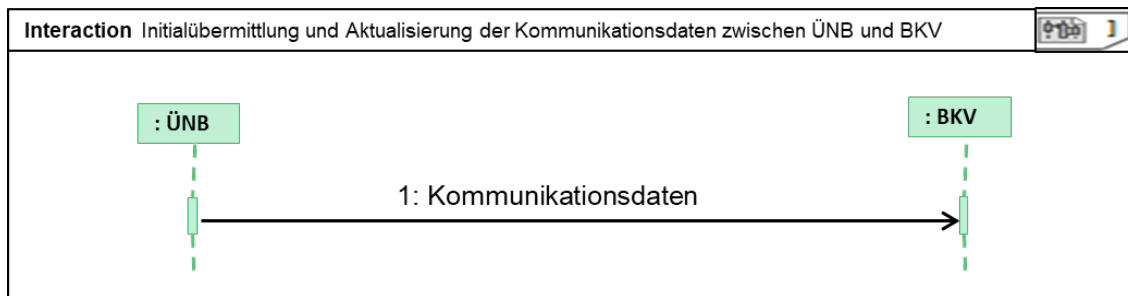 Interaction Initialübermittlung und Aktualisierung der Kommunikationsdaten zwischen ÜNB und BKV
: ÜNB
: BKV
1: Kommunikationsdaten